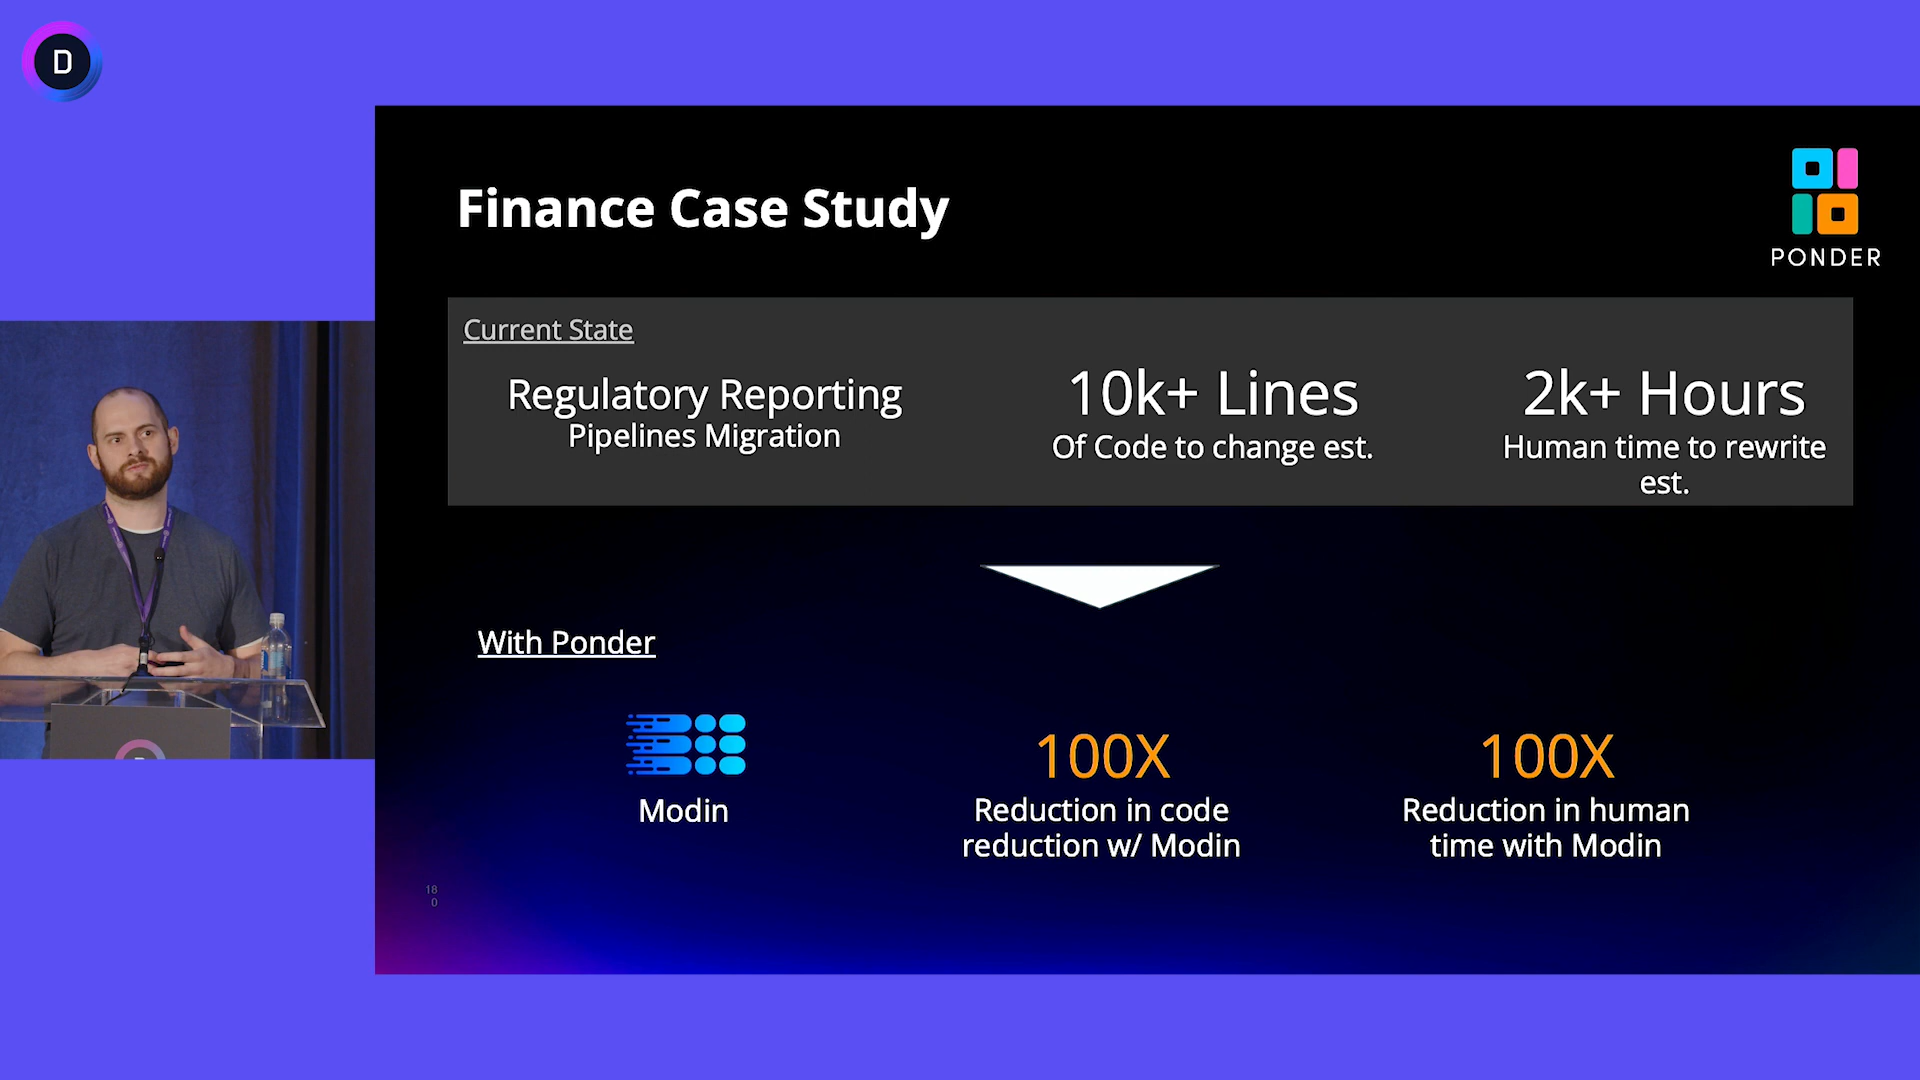 D
Finance Case Study
PONDER
Current State
Regulatory Reporting
Pipelines Migration
10k+ Lines
Of Code to change est.
2k+ Hours
Human time to rewrite
est.
With Ponder
Modin
100X
Reduction in code
reduction w/ Modin
100X
Reduction in human
time with Modin
18
0